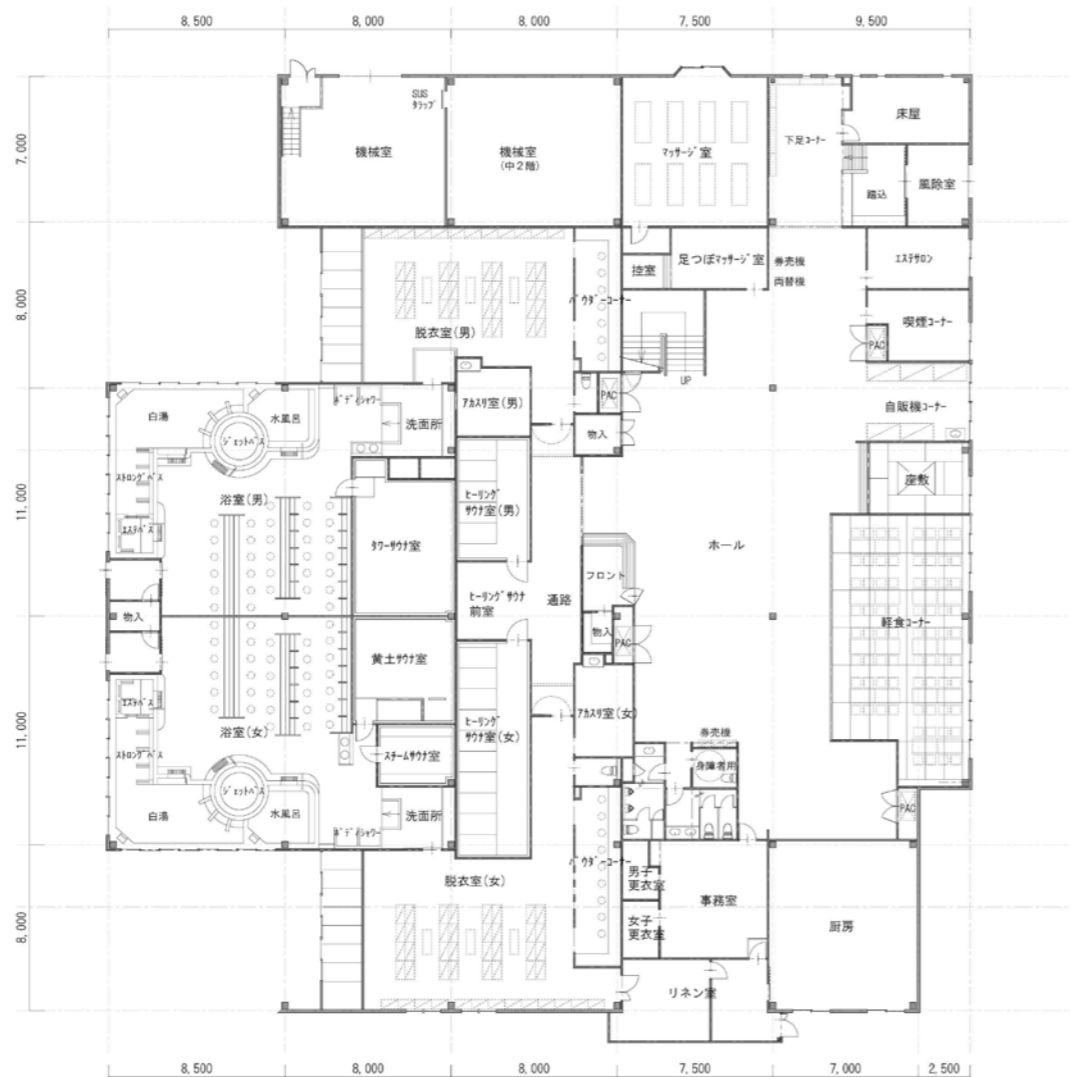 8,500
8,000
8,000
7,500
9,500
7,000
8,000
11,000
11,000
8,000
SUS
ﾀﾗｯﾌﾟ
機械室
機械室
(中2階)
ﾏｯｻｰｼﾞ室
下足ｺｰﾅｰ
床屋
踏込
風除室
控室
足つぼﾏｯｻｰｼﾞ室
券売機
両替機
ｴｽﾃｻﾛﾝ
喫煙ｺｰﾅｰ
PAC
脱衣室(男)
ﾊﾟｳﾀﾞｰｺｰﾅｰ
UP
自販機ｺｰﾅｰ
白湯
水風呂
ｼﾞｪｯﾄﾊﾞｽ
ﾎﾞﾃﾞｨｼｬﾜｰ
洗面所
ｱｶｽﾘ室(男)
PAC
物入
座敷
ｽﾄﾛﾝｸﾞﾊﾞｽ
浴室(男)
ｴｽﾃﾊﾞｽ
ﾀﾜｰｻｳﾅ室
ﾋｰﾘﾝｸﾞ
ｻｳﾅ室(男)
ホール
フロント
ﾋｰﾘﾝｸﾞｻｳﾅ
前室
通路
物入
物入
PAC
軽食ｺｰﾅｰ
黄土ｻｳﾅ室
ｴｽﾃﾊﾞｽ
ｽﾄﾛﾝｸﾞﾊﾞｽ
浴室(女)
ｽﾁｰﾑｻｳﾅ室
ﾋｰﾘﾝｸﾞ
ｻｳﾅ室(女)
ｱｶｽﾘ室(女)
券売機
身障者用
白湯
ｼﾞｪｯﾄﾊﾞｽ
水風呂
ﾎﾞﾃﾞｨｼｬﾜｰ
洗面所
PAC
脱衣室(女)
ﾊﾟｳﾀﾞｰｺｰﾅｰ
男子
更衣室
女子
更衣室
事務室
厨房
リネン室
8,500
8,000
8,000
7,500
7,000
2,500